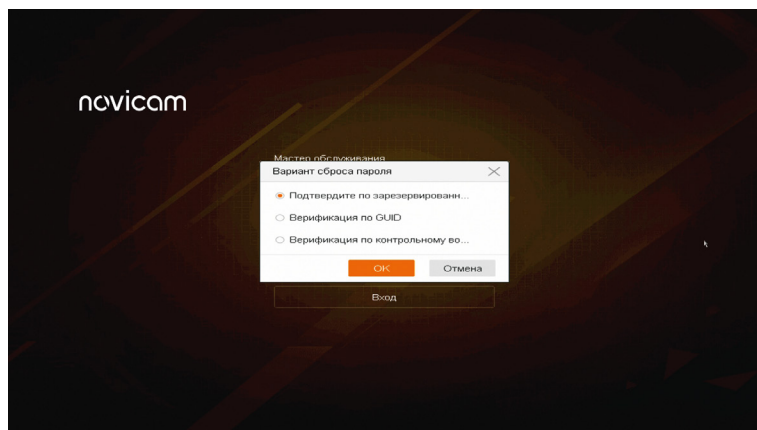 novicam
Мастер обслуживания
Вариант сброса пароля
Подтвердите по зарезервированн...
Верификация по GUID
Верификация по контрольному во...
OK
Отмена
Вход